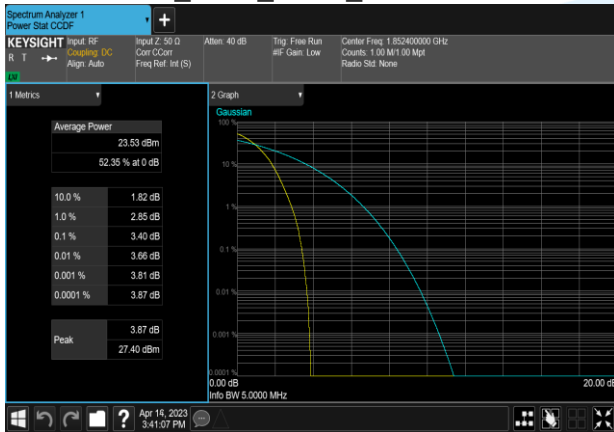 Spectrum Analyzer 1
Power Stat CCDF
KEYSIGHT
R T
LXI
Input: RF
Coupling: DC
Align: Auto
Input Z: 50 Ω
Corr CCorr
Freq Ref: Int (S)
Atten: 40 dB
Trig: Free Run
#IF Gain: Low
Center Freq: 1.852400000 GHz
Counts: 1.00 M/1.00 Mpt
Radio Std: None
1 Metrics
Average Power
23.53 dBm
52.35 % at 0 dB
10.0 % 1.82 dB
1.0 % 2.85 dB
0.1 % 3.40 dB
0.01 % 3.66 dB
0.001 % 3.81 dB
0.0001 % 3.87 dB
Peak
3.87 dB
27.40 dBm
2 Graph
Gaussian
100 %
10 %
1 %
0.1 %
0.01 %
0.001 %
0.0001 %
0.00 dB
20.00 dB
Info BW 5.0000 MHz
?
Apr 14, 2023
3:41:07 PM